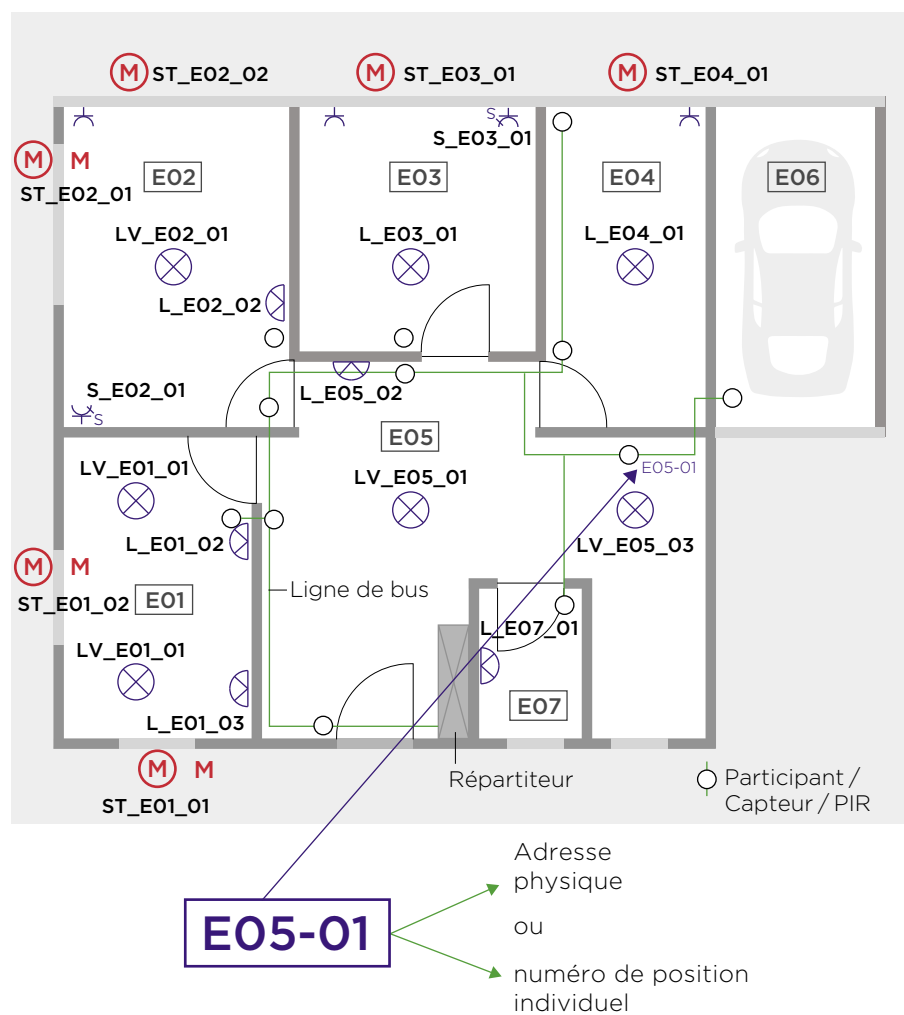 M ST_E02_02
M ST_E03_01
M ST_E04_01
S
S_E03_01
M M
ST_E02_01
E02
E03
E04
E06
LV_E02_01
L_E03_01
L_E04_01
L_E02_02
S_E02_01
S
L_E05_02
E05
LV_E01_01
LV_E05_01
E05-01
L_E01_02
LV_E05_03
M M
ST_E01_02
E01
Ligne de bus
L_E07_01
LV_E01_01
E07
L_E01_03
M M
ST_E01_01
Répartiteur
Participant /
Capteur / PIR
E05-01
Adresse
physique
ou
numéro de position
individuel